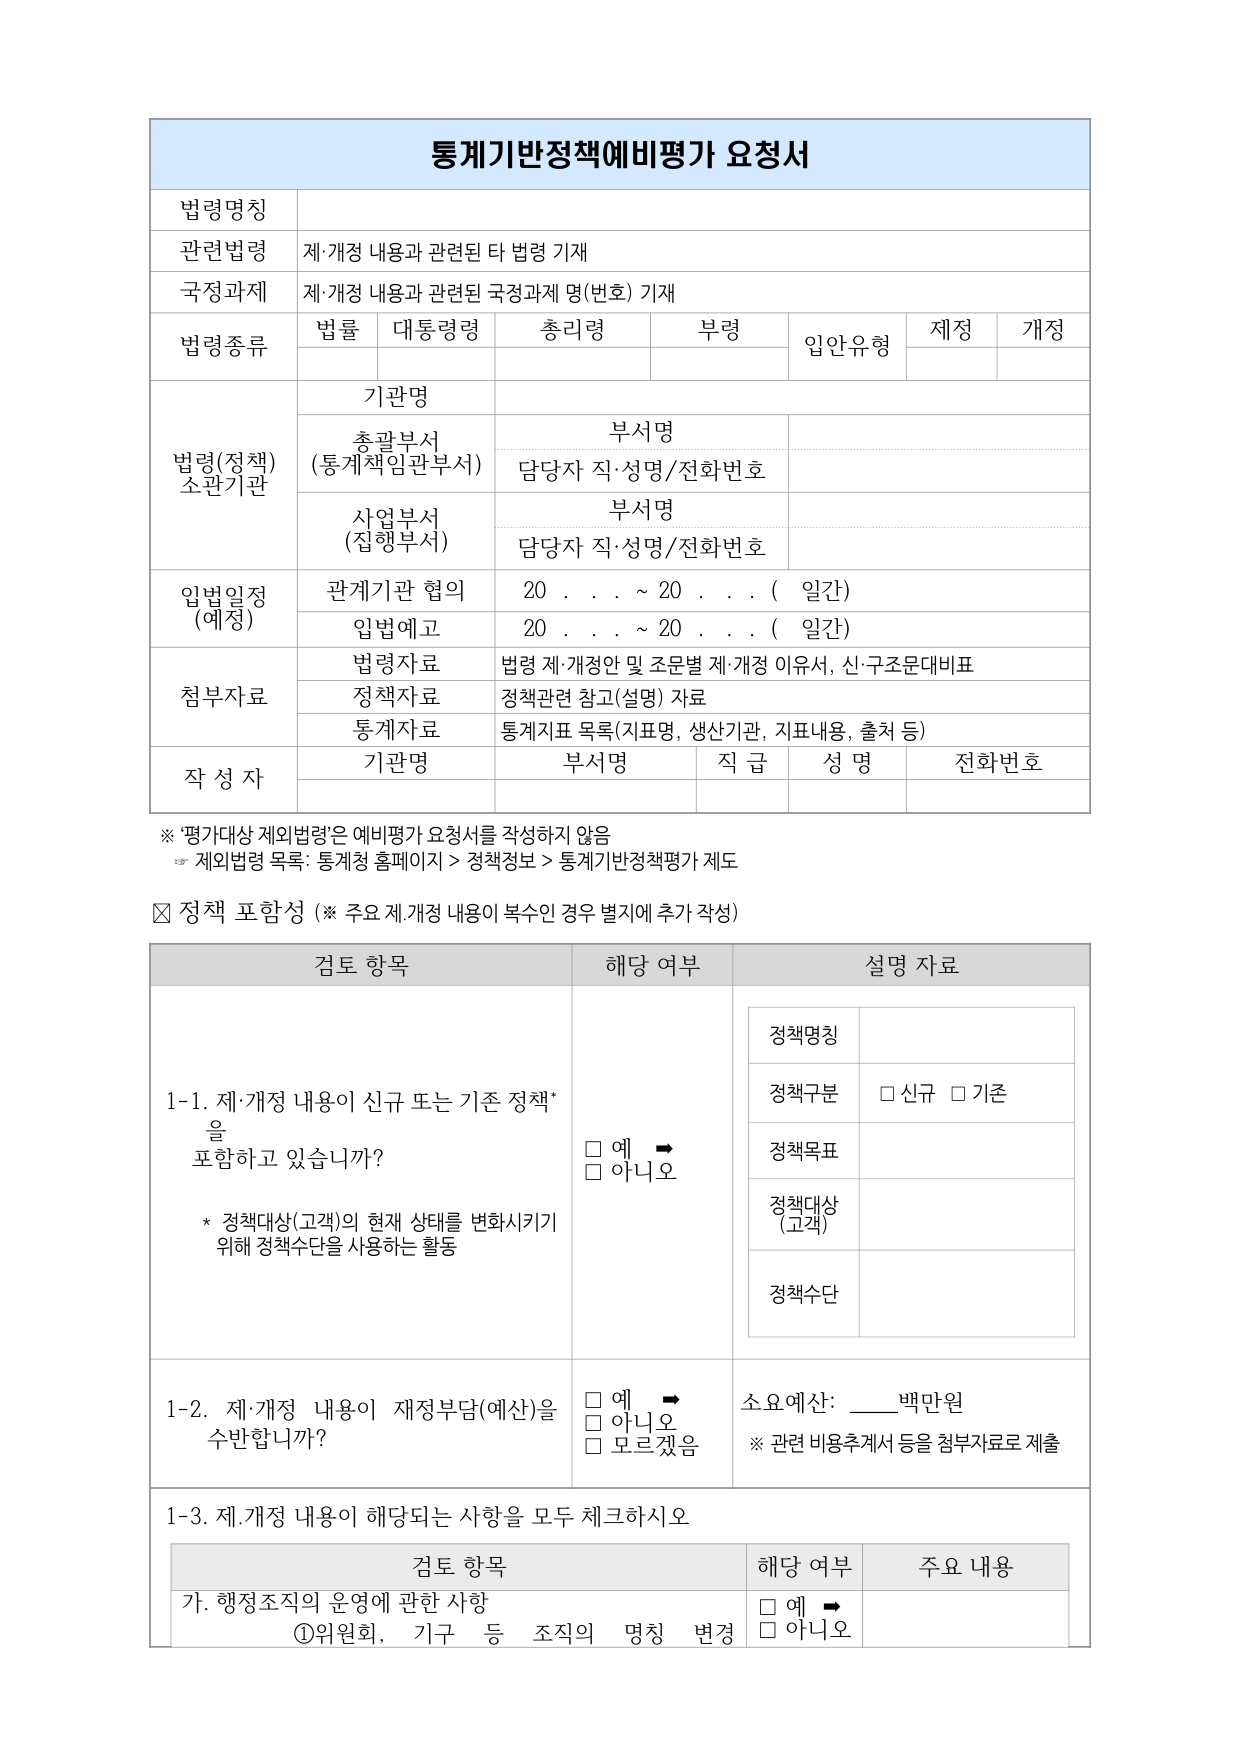 통계기반정책예비평가 요청서
법령명칭
관련법령 제·개정 내용과 관련된 타 법령 기재
국정과제 제·개정 내용과 관련된 국정과제 명(번호) 기재
법령종류 법률 대통령령 총리령 부령 입안유형 제정 개정
법령(정책)
소관기관
기관명
총괄부서
(통계책임관부서)
부서명
담당자 직·성명/전화번호
사업부서
(집행부서)
부서명
담당자 직·성명/전화번호
입법일정
(예정)
관계기관 협의 20 . . . ~ 20 . . . ( 일간)
입법예고 20 . . . ~ 20 . . . ( 일간)
첨부자료
법령자료 법령 제·개정안 및 조문별 제·개정 이유서, 신·구조문대비표
정책자료 정책관련 참고(설명) 자료
통계자료 통계지표 목록(지표명, 생산기관, 지표내용, 출처 등)
작 성 자
기관명 부서명 직 급 성 명 전화번호
※ ‘평가대상 제외법령’은 예비평가 요청서를 작성하지 않음
☞ 제외법령 목록: 통계청 홈페이지 > 정책정보 > 통계기반정책평가 제도
☒ 정책 포함성 (※ 주요 제.개정 내용이 복수인 경우 별지에 추가 작성)
검토 항목 해당 여부 설명 자료
1-1. 제·개정 내용이 신규 또는 기존 정책*
을
포함하고 있습니까?
* 정책대상(고객)의 현재 상태를 변화시키기
위해 정책수단을 사용하는 활동
□ 예 ➡
□ 아니오
정책명칭
정책구분 □ 신규 □ 기존
정책목표
정책대상
(고객)
정책수단
1-2. 제·개정 내용이 재정부담(예산)을
수반합니까?
□ 예 ➡
□ 아니오
□ 모르겠음
소요예산: ____백만원
※ 관련 비용추계서 등을 첨부자료로 제출
1-3. 제.개정 내용이 해당되는 사항을 모두 체크하시오
검토 항목 해당 여부 주요 내용
가. 행정조직의 운영에 관한 사항
①위원회, 기구 등 조직의 명칭 변경
□ 예 ➡
□ 아니오